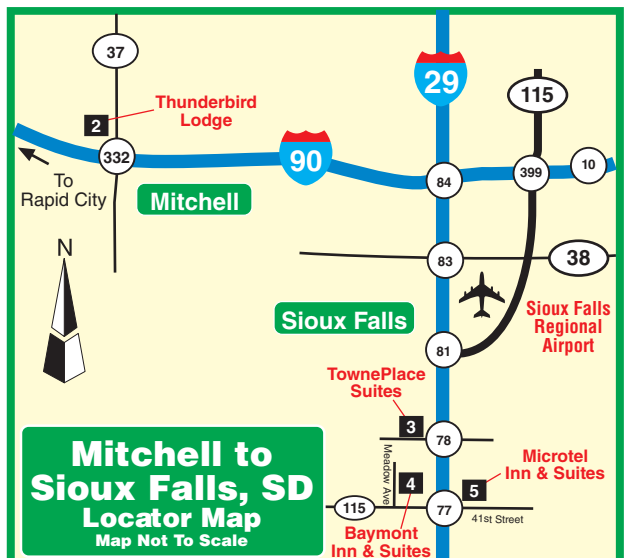 37
29
115
Thunderbird
Lodge
2
332
90
84
399
10
To
Rapid City
Mitchell
N
83
38
Sioux Falls
Sioux Falls
Regional
Airport
81
TownePlace
Suites
3
78
Mitchell to
Sioux Falls, SD
Locator Map
Map Not To Scale
Meadow Ave
Microtel
Inn & Suites
4
5
115
77
41st Street
Baymont
Inn & Suites